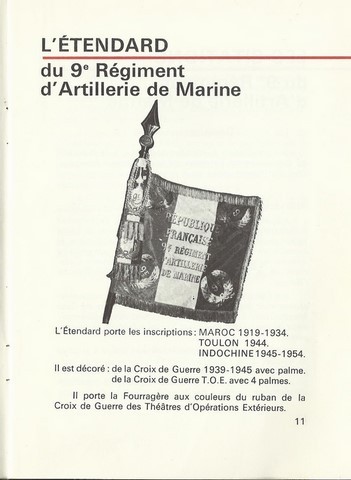 L'ÉTENDARD
du 9e Régiment
d'Artillerie de Marine
RÉPUBLIQUE
FRANÇAISE
9e RÉGIMENT
D'ARTILLERIE
DE MARINE
L'Étendard porte les inscriptions : MAROC 1919-1934.
TOULON 1944.
INDOCHINE 1945-1954.
Il est décoré : de la Croix de Guerre 1939-1945 avec palme.
de la Croix de Guerre T.O.E. avec 4 palmes.
Il porte la Fourragère aux couleurs du ruban de la
Croix de Guerre des Théâtres d'Opérations Extérieurs.
11